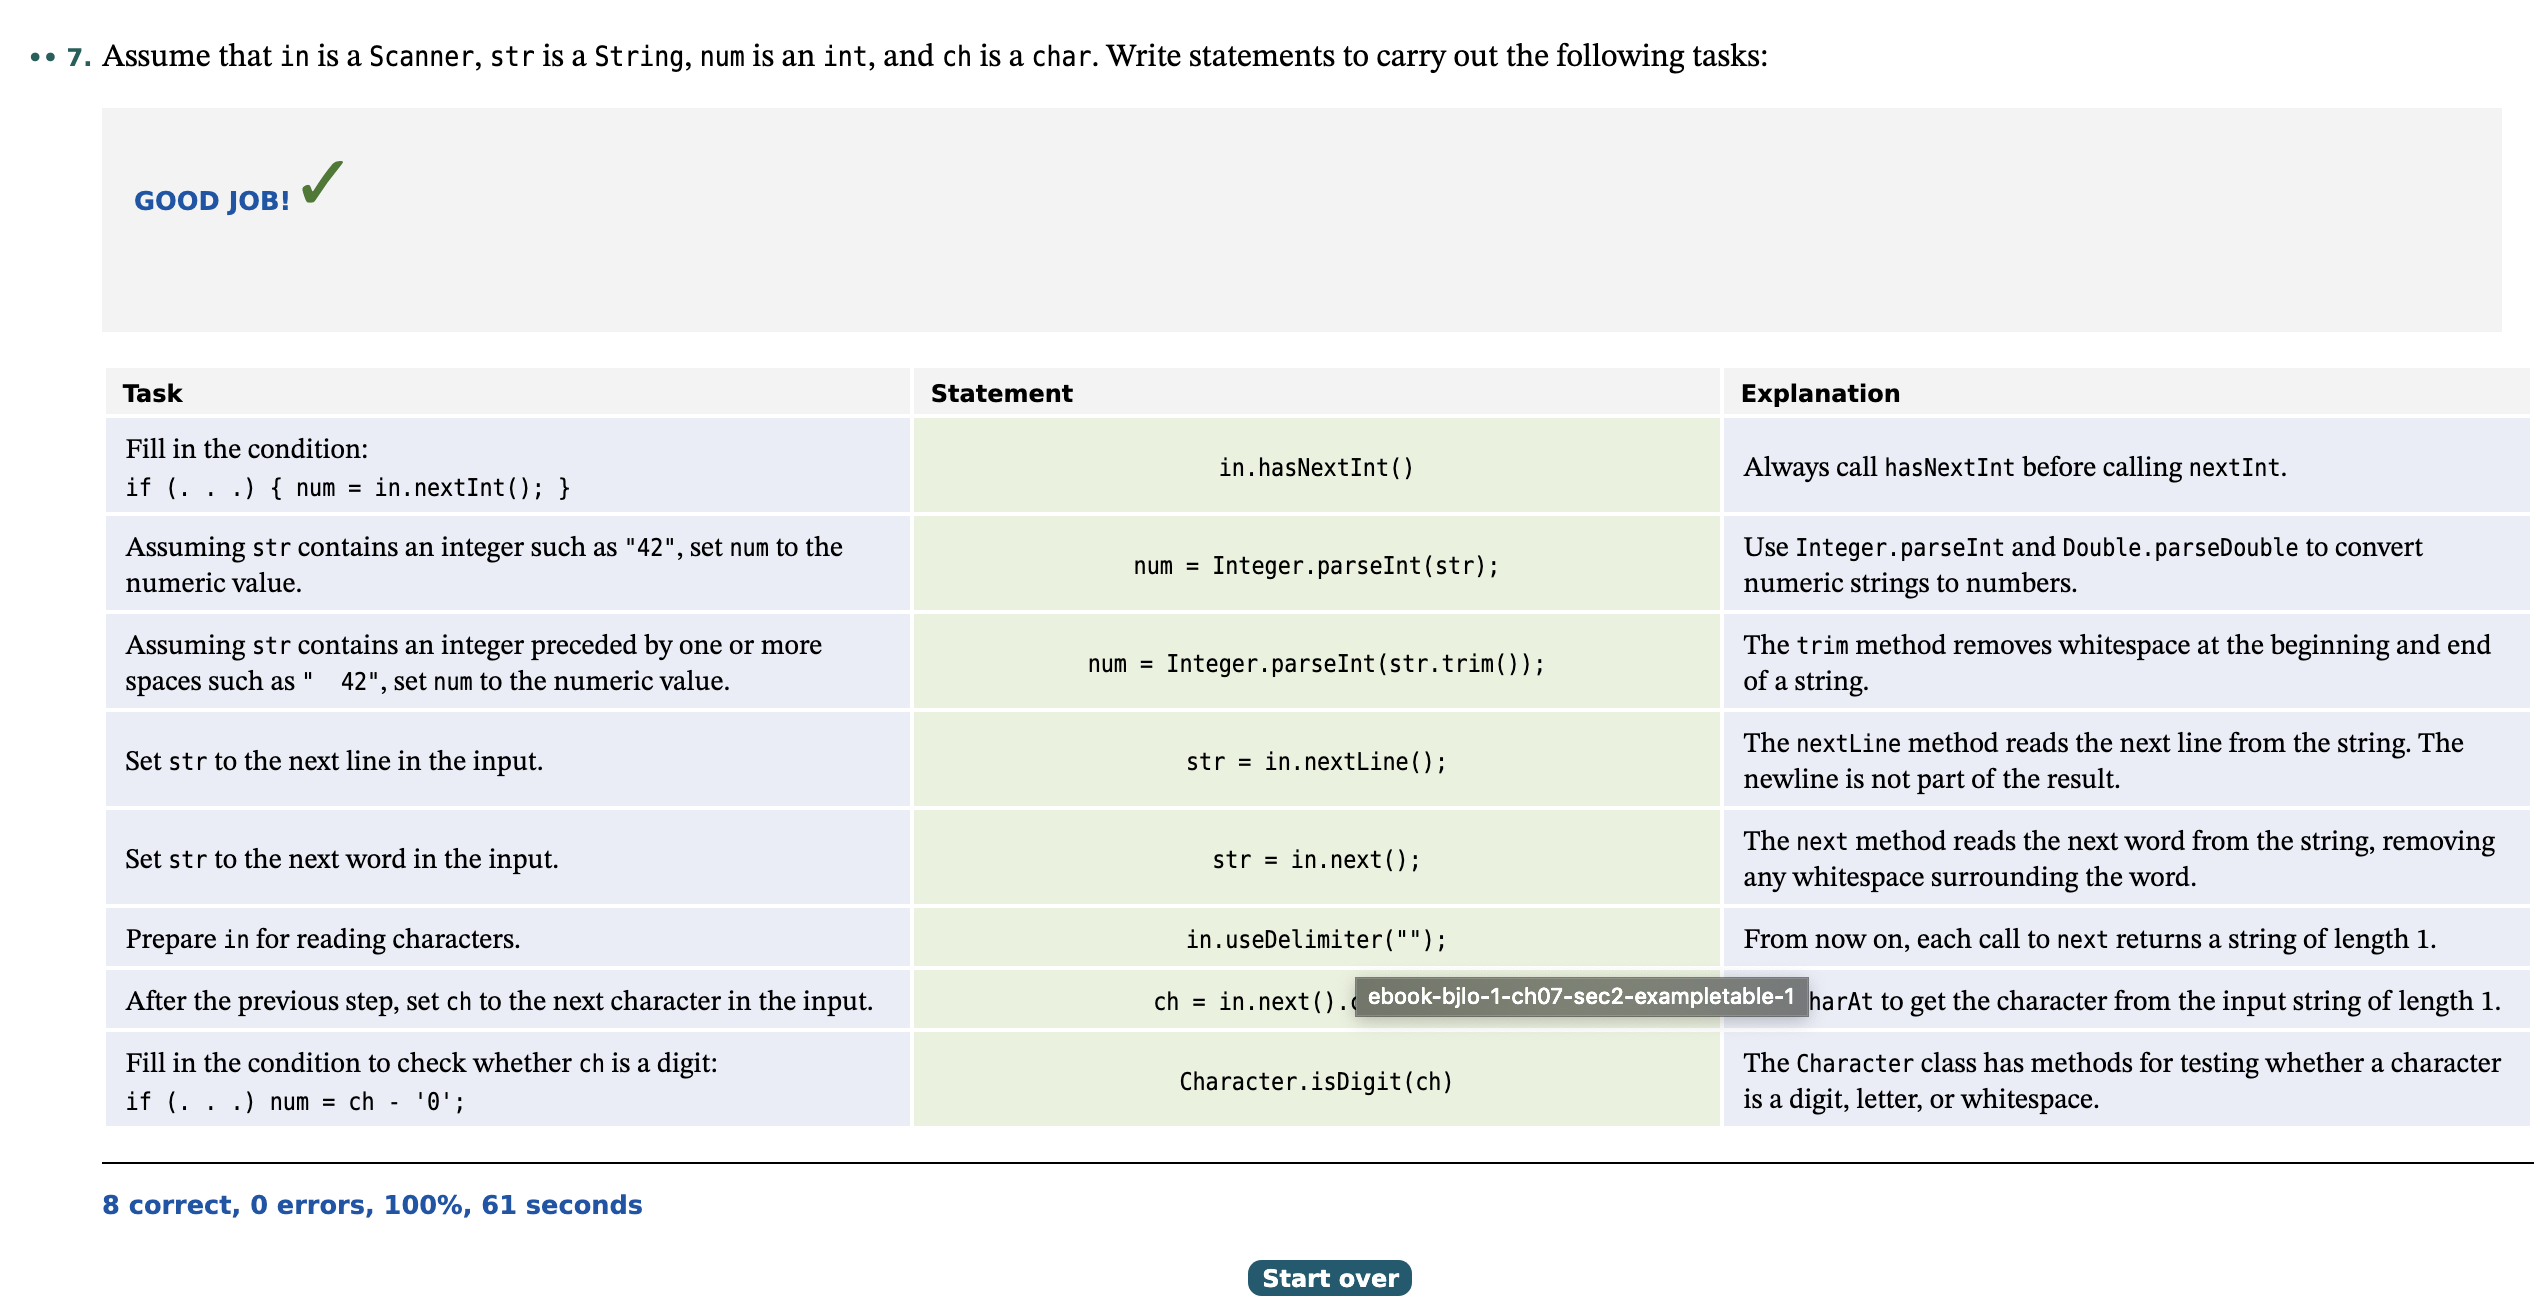 •• 7. Assume that in is a Scanner, str is a String, num is an int, and ch is a char. Write statements to carry out the following tasks:
GOOD JOB! ✓
Task Statement Explanation
Fill in the condition:
if (. . .) { num = in.nextInt(); }
in.hasNextInt()
Always call hasNextInt before calling nextInt.
Assuming str contains an integer such as "42", set num to the
numeric value.
num = Integer.parseInt(str);
Use Integer.parseInt and Double.parseDouble to convert
numeric strings to numbers.
Assuming str contains an integer preceded by one or more
spaces such as "  42", set num to the numeric value.
num = Integer.parseInt(str.trim());
The trim method removes whitespace at the beginning and end
of a string.
Set str to the next line in the input.
str = in.nextLine();
The nextLine method reads the next line from the string. The
newline is not part of the result.
Set str to the next word in the input.
str = in.next();
The next method reads the next word from the string, removing
any whitespace surrounding the word.
Prepare in for reading characters.
in.useDelimiter("");
From now on, each call to next returns a string of length 1.
After the previous step, set ch to the next character in the input.
ch = in.next().
ebook-bjlo-1-ch07-sec2-exampletable-1
harAt to get the character from the input string of length 1.
Fill in the condition to check whether ch is a digit:
if (. . .) num = ch - '0';
Character.isDigit(ch)
The Character class has methods for testing whether a character
is a digit, letter, or whitespace.
8 correct, 0 errors, 100%, 61 seconds
Start over